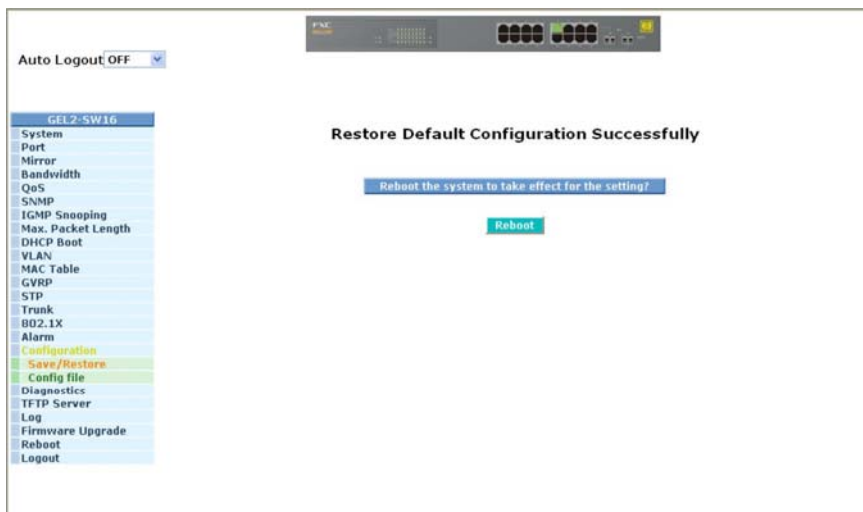 FXC
Auto Logout OFF
GEL2-SW16
System
Port
Mirror
Bandwidth
QoS
SNMP
IGMP Snooping
Max. Packet Length
DHCP Boot
VLAN
MAC Table
GVRP
STP
Trunk
802.1X
Alarm
Configuration
Save/Restore
Config file
Diagnostics
TFTP Server
Log
Firmware Upgrade
Reboot
Logout
Restore Default Configuration Successfully
Reboot the system to take effect for the setting?
Reboot